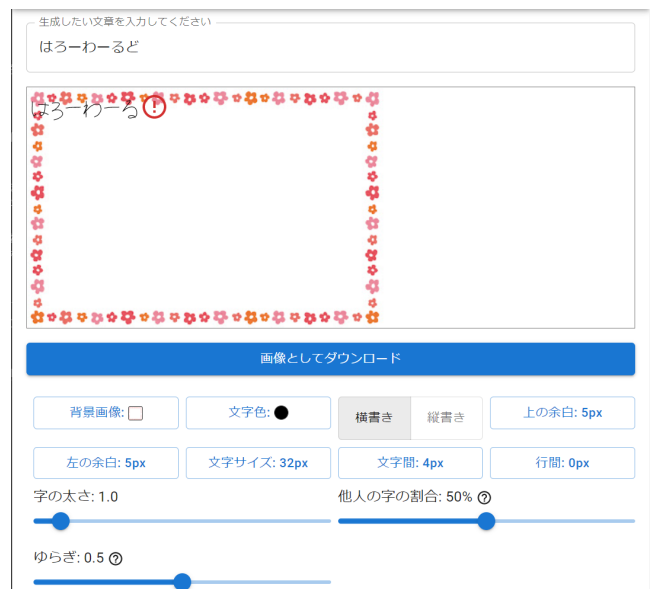 生成したい文章を入力してください
はろーわーるど
はろーわーる
画像としてダウンロード
背景画像: 文字色: 横書き 縦書き 上の余白: 5px
左の余白: 5px 文字サイズ: 32px 文字間: 4px 行間: 0px
字の太さ: 1.0 他人の字の割合: 50%
ゆらぎ: 0.5